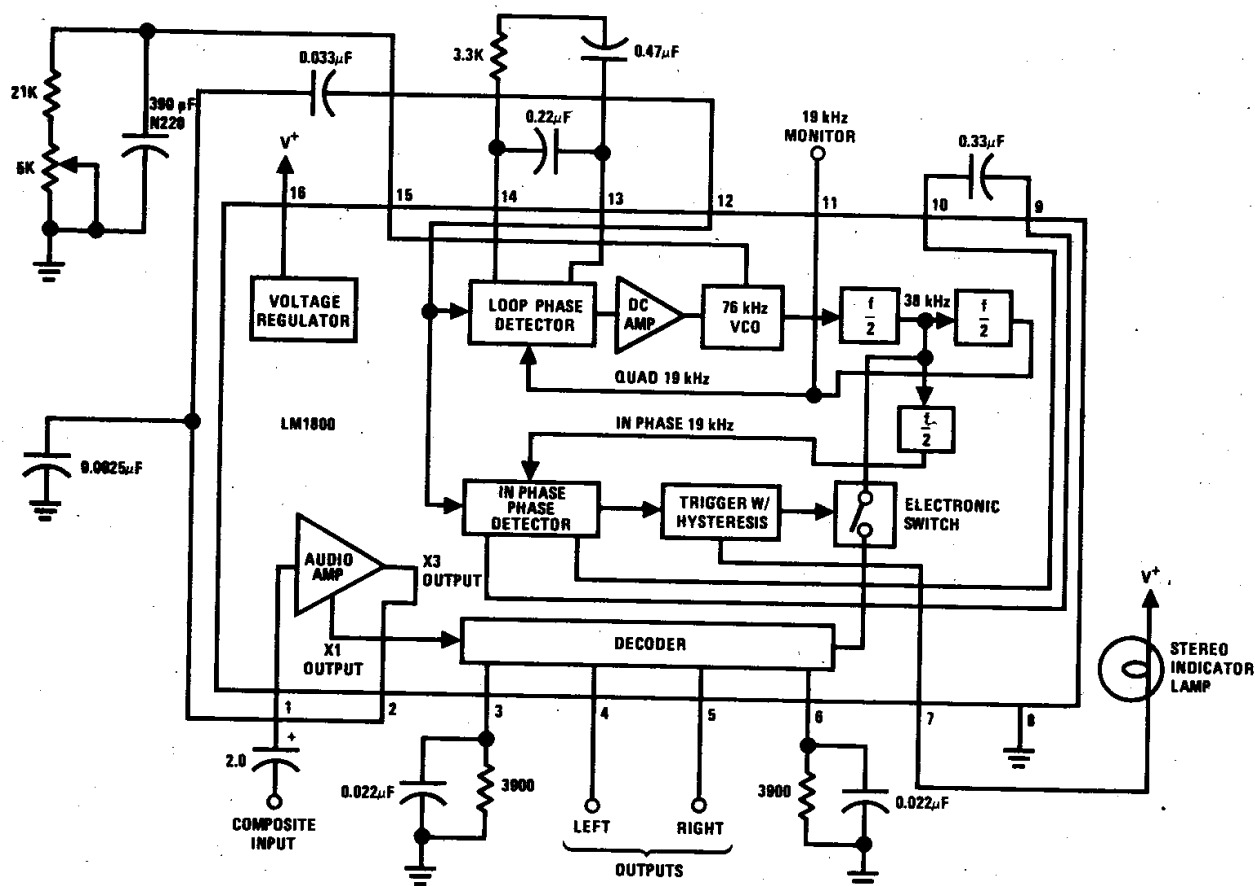 0.033µF
3.3K
0.47µF
21K
390 pF
N220
5K
V+
0.22µF
19 kHz
MONITOR
0.33µF
16
15
14
13
12
11
10
9
VOLTAGE
REGULATOR
LOOP PHASE
DETECTOR
DC
AMP
76 kHz
VCO
f
2
38 kHz
f
2
QUAD 19 kHz
LM1800
IN PHASE 19 kHz
f
2
0.0025µF
IN PHASE
PHASE
DETECTOR
TRIGGER W/
HYSTERESIS
ELECTRONIC
SWITCH
AUDIO
AMP
X3
OUTPUT
V+
X1
OUTPUT
DECODER
STEREO
INDICATOR
LAMP
1
2
3
4
5
6
7
8
+
2.0
0.022µF
3900
3900
0.022µF
COMPOSITE
INPUT
LEFT
RIGHT
OUTPUTS